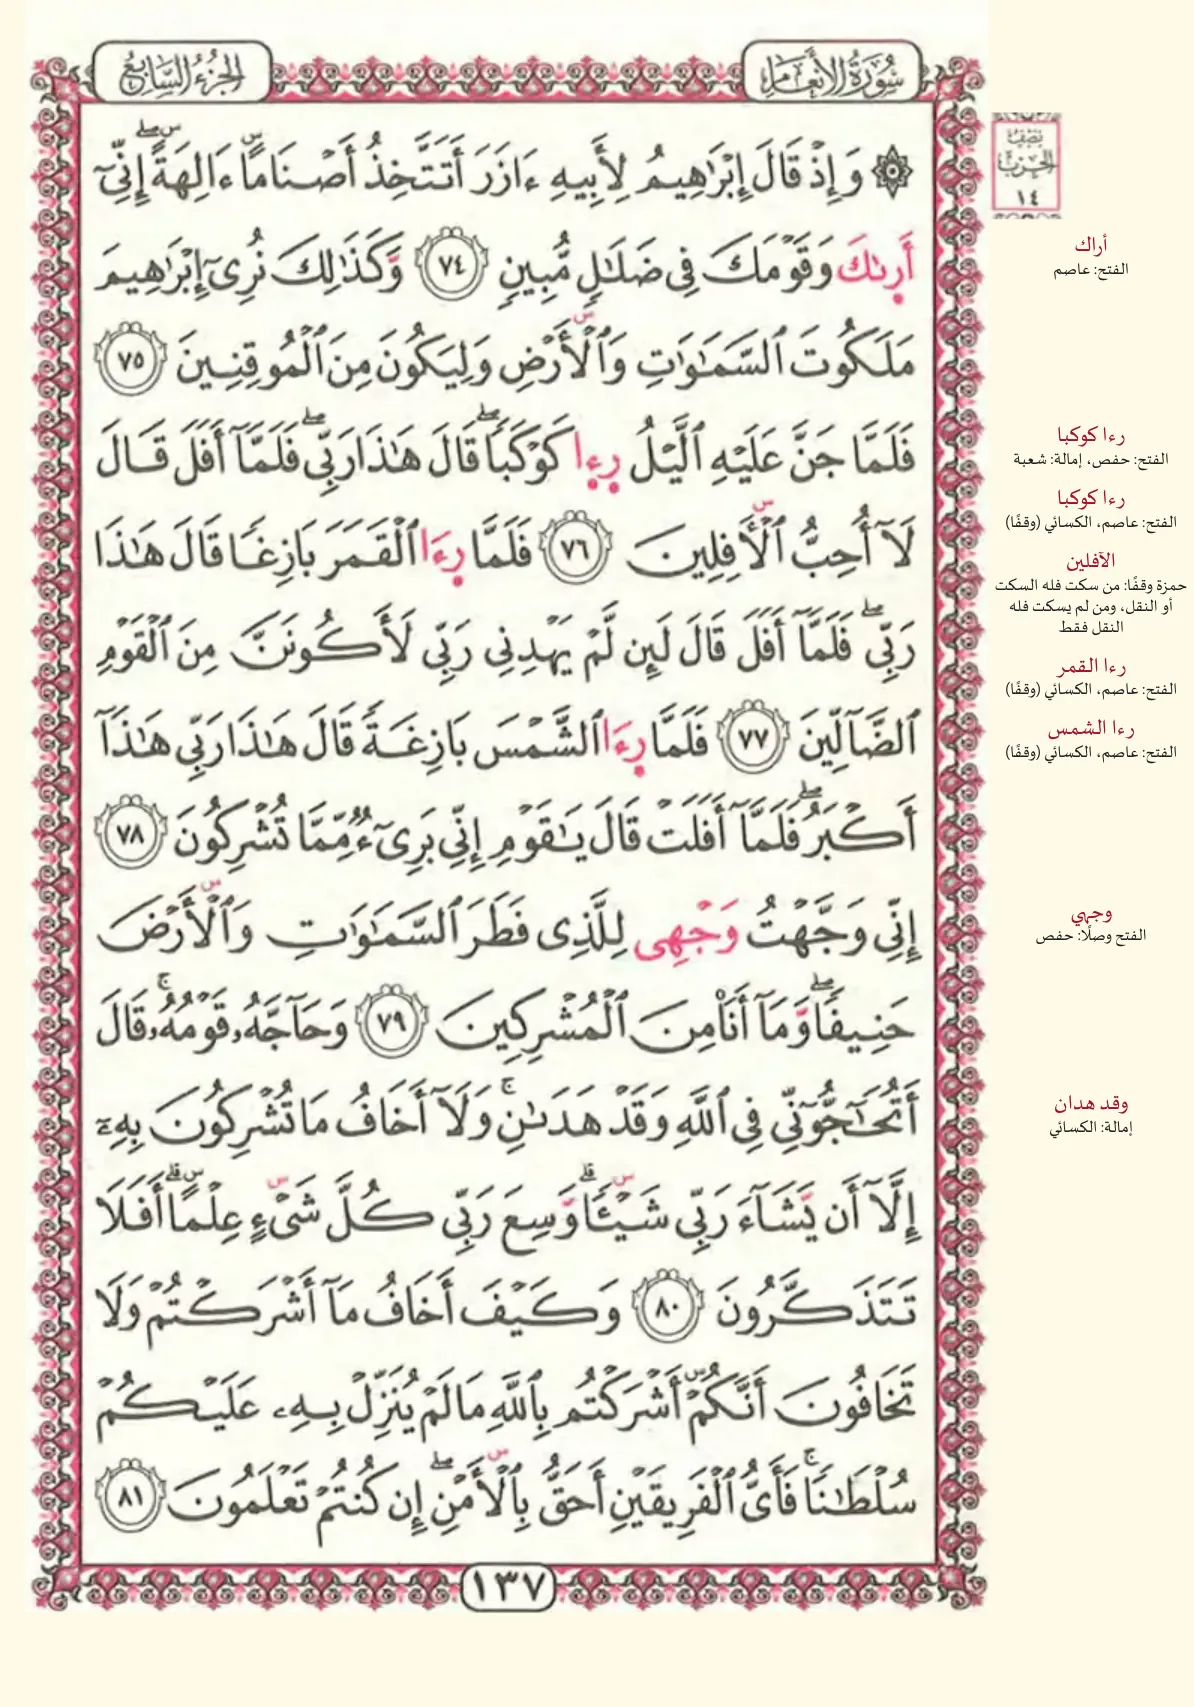 سُورَةُ الأَنْعَامِ
الجُزْءُ السَّابِعُ
۞ وَإِذْ قَالَ إِبْرَٰهِيمُ لِأَبِيهِ ءَازَرَ أَتَتَّخِذُ أَصْنَامًا ءَالِهَةً ۖ إِنِّىٓ
أَرَىٰكَ وَقَوْمَكَ فِى ضَلَٰلٍ مُّبِينٍ ٧٤ وَكَذَٰلِكَ نُرِىٓ إِبْرَٰهِيمَ
مَلَكُوتَ ٱلسَّمَٰوَٰتِ وَٱلْأَرْضِ وَلِيَكُونَ مِنَ ٱلْمُوقِنِينَ ٧٥
فَلَمَّا جَنَّ عَلَيْهِ ٱلَّيْلُ رِءِا كَوْكَبًا ۖ قَالَ هَٰذَا رَبِّى ۖ فَلَمَّآ أَفَلَ قَالَ
لَآ أُحِبُّ ٱلْأَفِلِينَ ٧٦ فَلَمَّا رِءَا ٱلْقَمَرَ بَازِغًا قَالَ هَٰذَا
رَبِّى ۖ فَلَمَّآ أَفَلَ قَالَ لَئِن لَّمْ يَهْدِنِى رَبِّى لَأَكُونَنَّ مِنَ ٱلْقَوْمِ
ٱلضَّآلِّينَ ٧٧ فَلَمَّا رِءَا ٱلشَّمْسَ بَازِغَةً قَالَ هَٰذَا رَبِّى هَٰذَآ
أَكْبَرُ ۖ فَلَمَّآ أَفَلَتْ قَالَ يَٰقَوْمِ إِنِّى بَرِىٓءٌ مِّمَّا تُشْرِكُونَ ٧٨
إِنِّى وَجَّهْتُ وَجْهِى لِلَّذِى فَطَرَ ٱلسَّمَٰوَٰتِ وَٱلْأَرْضَ
حَنِيفًا ۖ وَمَآ أَنَا۠ مِنَ ٱلْمُشْرِكِينَ ٧٩ وَحَآجَّهُۥ قَوْمُهُۥ ۚ قَالَ
أَتُحَٰٓجُّوٓنِّى فِى ٱللَّهِ وَقَدْ هَدَىٰنِ ۚ وَلَآ أَخَافُ مَا تُشْرِكُونَ بِهِۦٓ
إِلَّآ أَن يَشَآءَ رَبِّى شَيْـًٔا ۗ وَسِعَ رَبِّى كُلَّ شَىْءٍ عِلْمًا ۗ أَفَلَا
تَتَذَكَّرُونَ ٨٠ وَكَيْفَ أَخَافُ مَآ أَشْرَكْتُمْ وَلَا
تَخَافُونَ أَنَّكُمْ أَشْرَكْتُم بِٱللَّهِ مَا لَمْ يُنَزِّلْ بِهِۦ عَلَيْكُمْ
سُلْطَٰنًا ۚ فَأَىُّ ٱلْفَرِيقَيْنِ أَحَقُّ بِٱلْأَمْنِ ۖ إِن كُنتُمْ تَعْلَمُونَ ٨١
١٣٧
نصف
الحزب
١٤
أراك
الفتح: عاصم
رءا كوكبا
الفتح: حفص، إمالة: شعبة
رءا كوكبا
الفتح: عاصم، الكسائي (وقفًا)
الآفلين
حمزة وقفًا: من سكت فله السكت
أو النقل، ومن لم يسكت فله
النقل فقط
رءا القمر
الفتح: عاصم، الكسائي (وقفًا)
رءا الشمس
الفتح: عاصم، الكسائي (وقفًا)
وجهي
الفتح وصلًا: حفص
وقد هدان
إمالة: الكسائي